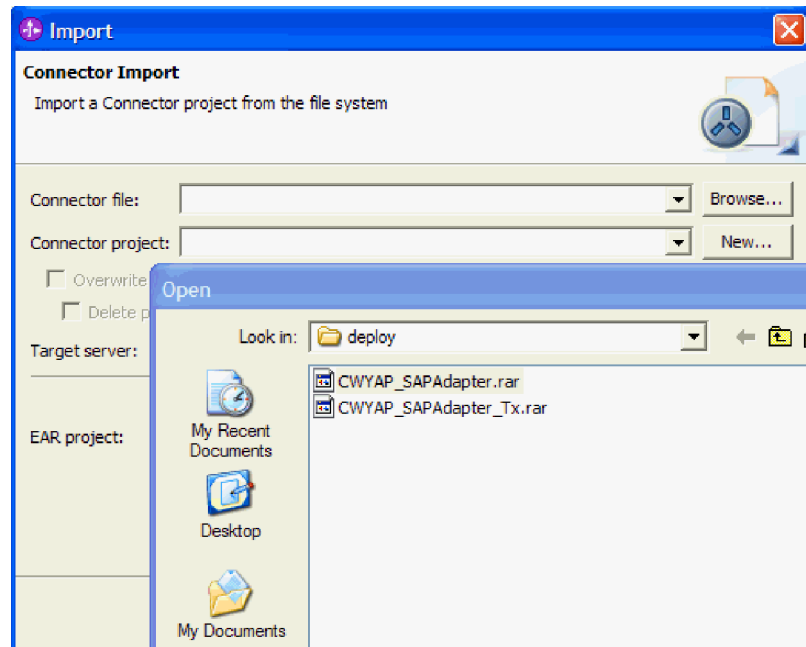 Import
Connector Import
Import a Connector project from the file system
Connector file:
Browse...
Connector project:
New...
Overwrite
Delete p
Open
Target server:
Look in:
deploy
CWYAP_SAPAdapter.rar
CWYAP_SAPAdapter_Tx.rar
EAR project:
My Recent
Documents
Desktop
My Documents